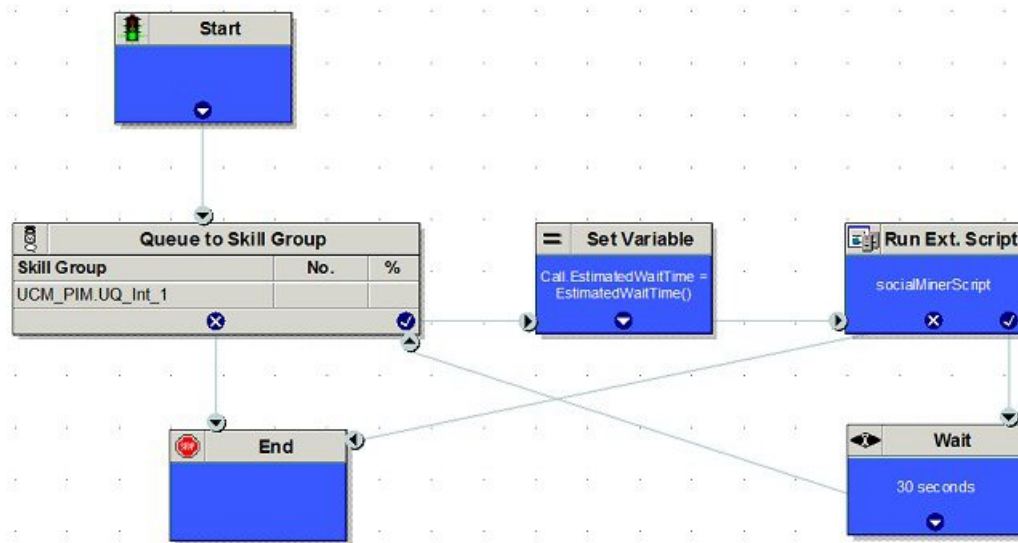 Start
Queue to Skill Group
Skill Group No. %
UCM_PIM.UQ_Int_1
Set Variable
Call.EstimatedWaitTime =
EstimatedWaitTime()
Run Ext. Script
socialMinerScript
End
Wait
30 seconds